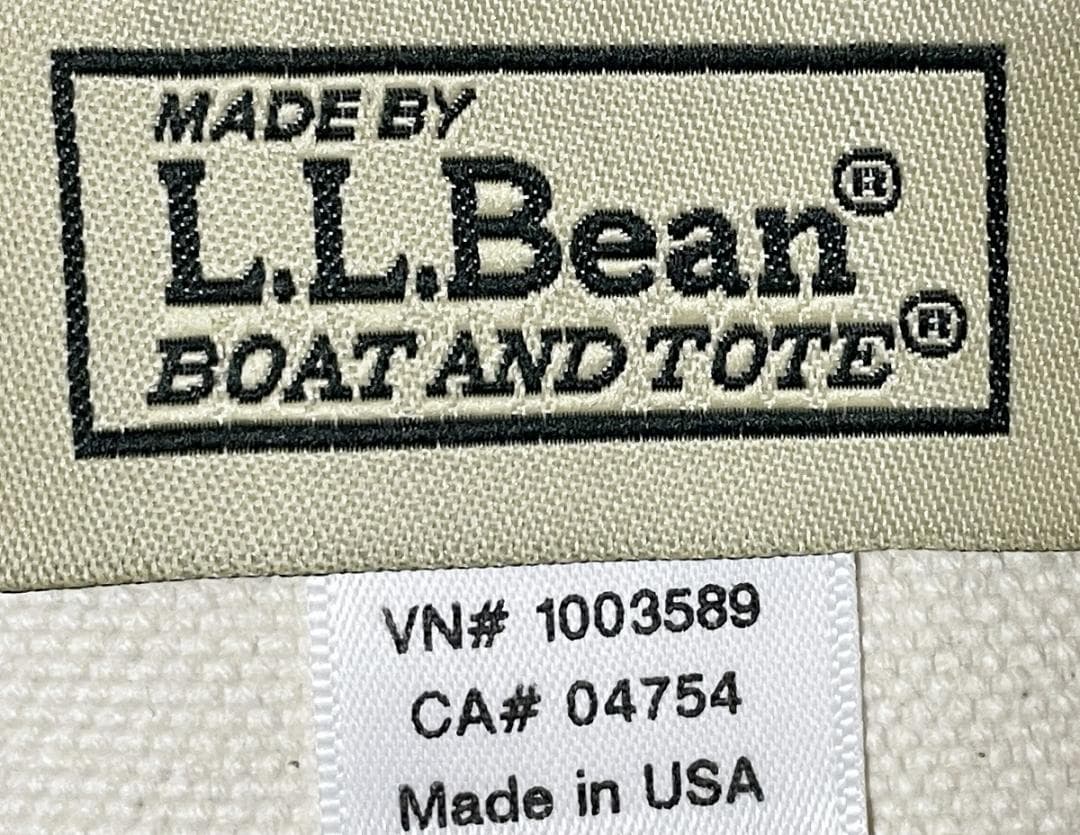 MADE BY
L.L.Bean®
BOAT AND TOTE®
VN# 1003589
CA# 04754
Made in USA